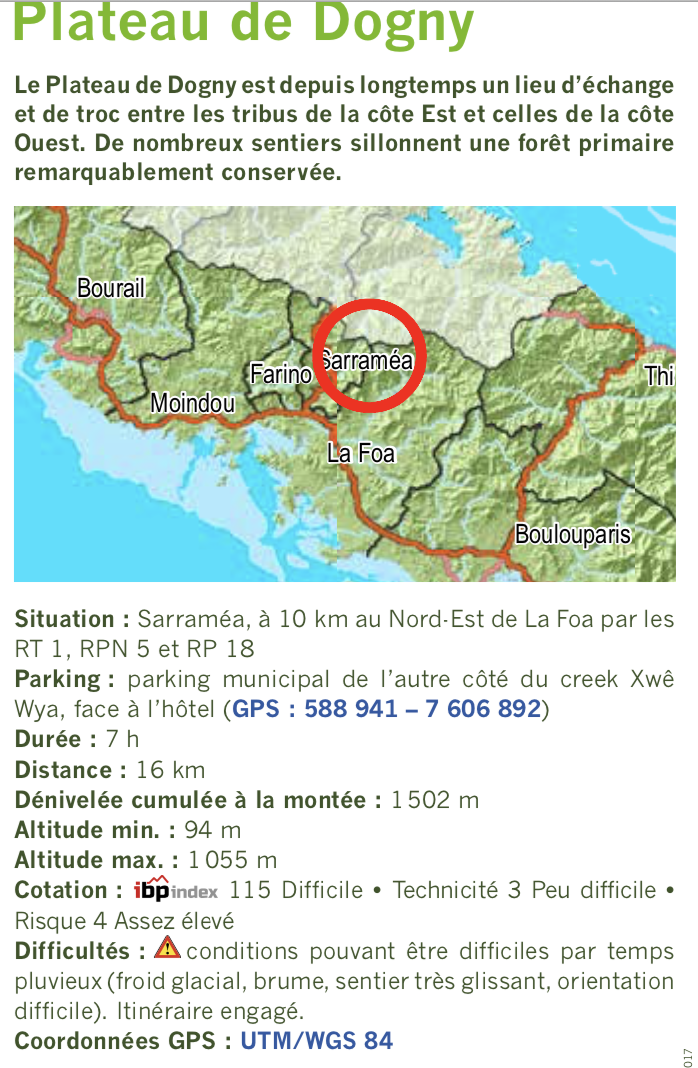 Plateau de Dogny
Le Plateau de Dogny est depuis longtemps un lieu d’échange
et de troc entre les tribus de la côte Est et celles de la côte
Ouest. De nombreux sentiers sillonnent une forêt primaire
remarquablement conservée.
Bourail
Sarraméa
Farino
Thi
Moindou
La Foa
Boulouparis
Situation : Sarraméa, à 10 km au Nord-Est de La Foa par les
RT 1, RPN 5 et RP 18
Parking : parking municipal de l’autre côté du creek Xwê
Wya, face à l’hôtel (GPS : 588 941 – 7 606 892)
Durée : 7 h
Distance : 16 km
Dénivelée cumulée à la montée : 1 502 m
Altitude min. : 94 m
Altitude max. : 1 055 m
Cotation : ibpindex 115 Difficile • Technicité 3 Peu difficile •
Risque 4 Assez élevé
Difficultés : conditions pouvant être difficiles par temps
pluvieux (froid glacial, brume, sentier très glissant, orientation
difficile). Itinéraire engagé.
Coordonnées GPS : UTM/WGS 84
017